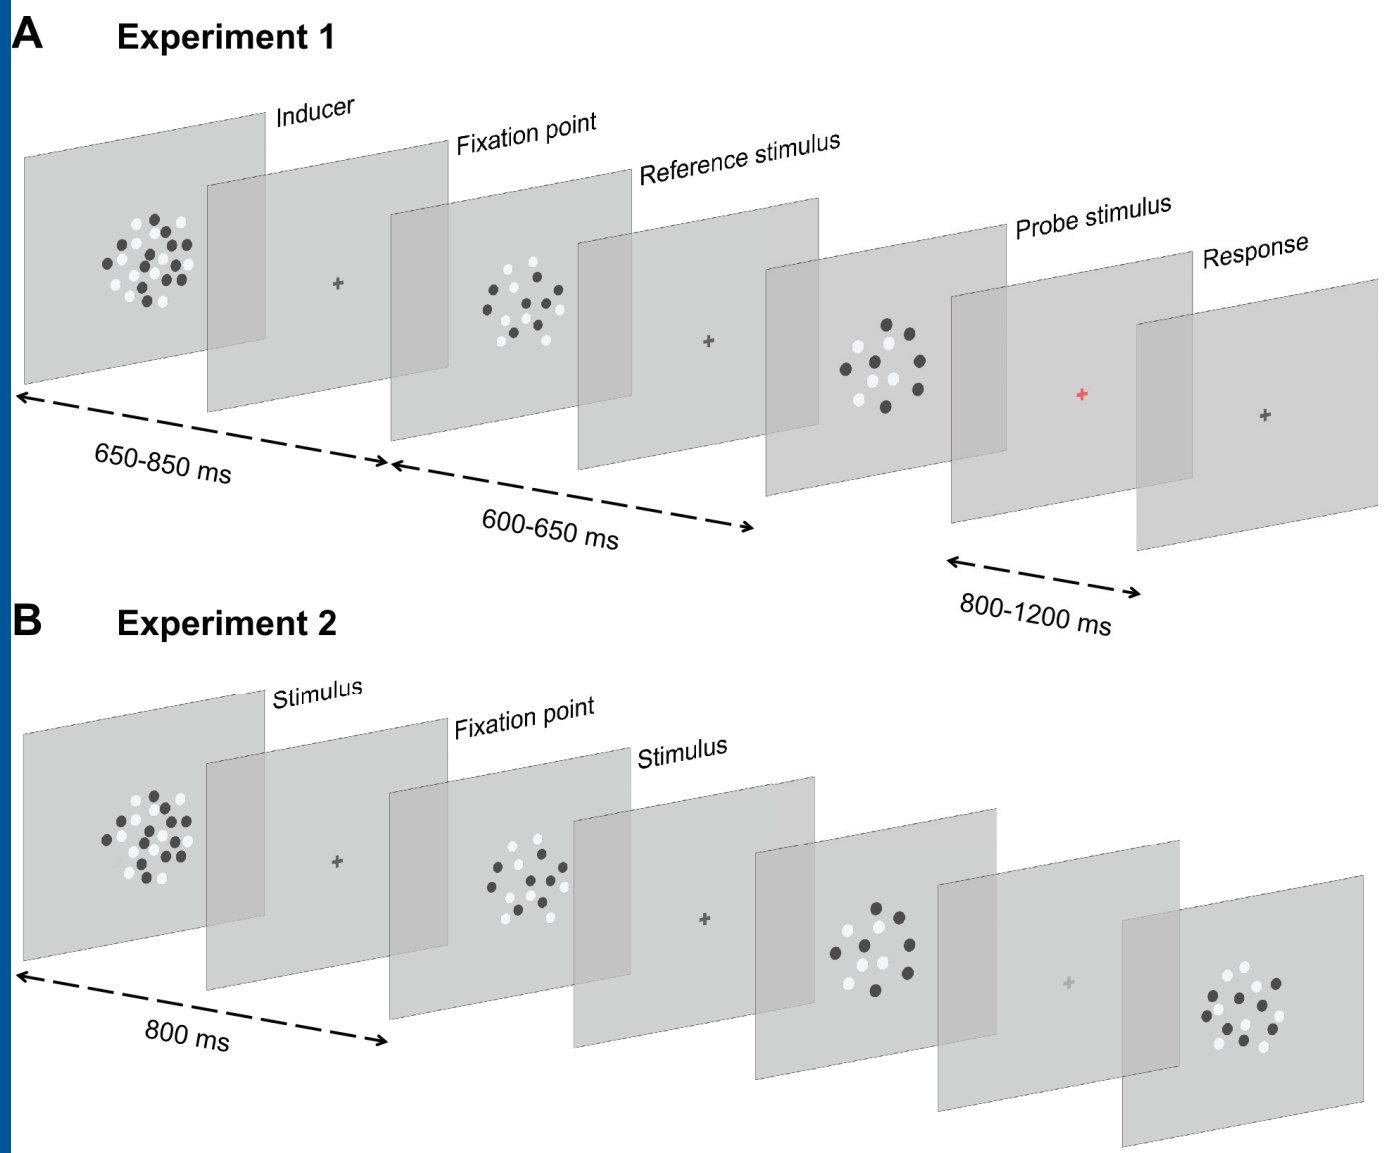 A Experiment 1
Inducer
Fixation point
Reference stimulus
Probe stimulus
Response
650-850 ms
600-650 ms
800-1200 ms
B Experiment 2
Stimulus
Fixation point
Stimulus
800 ms